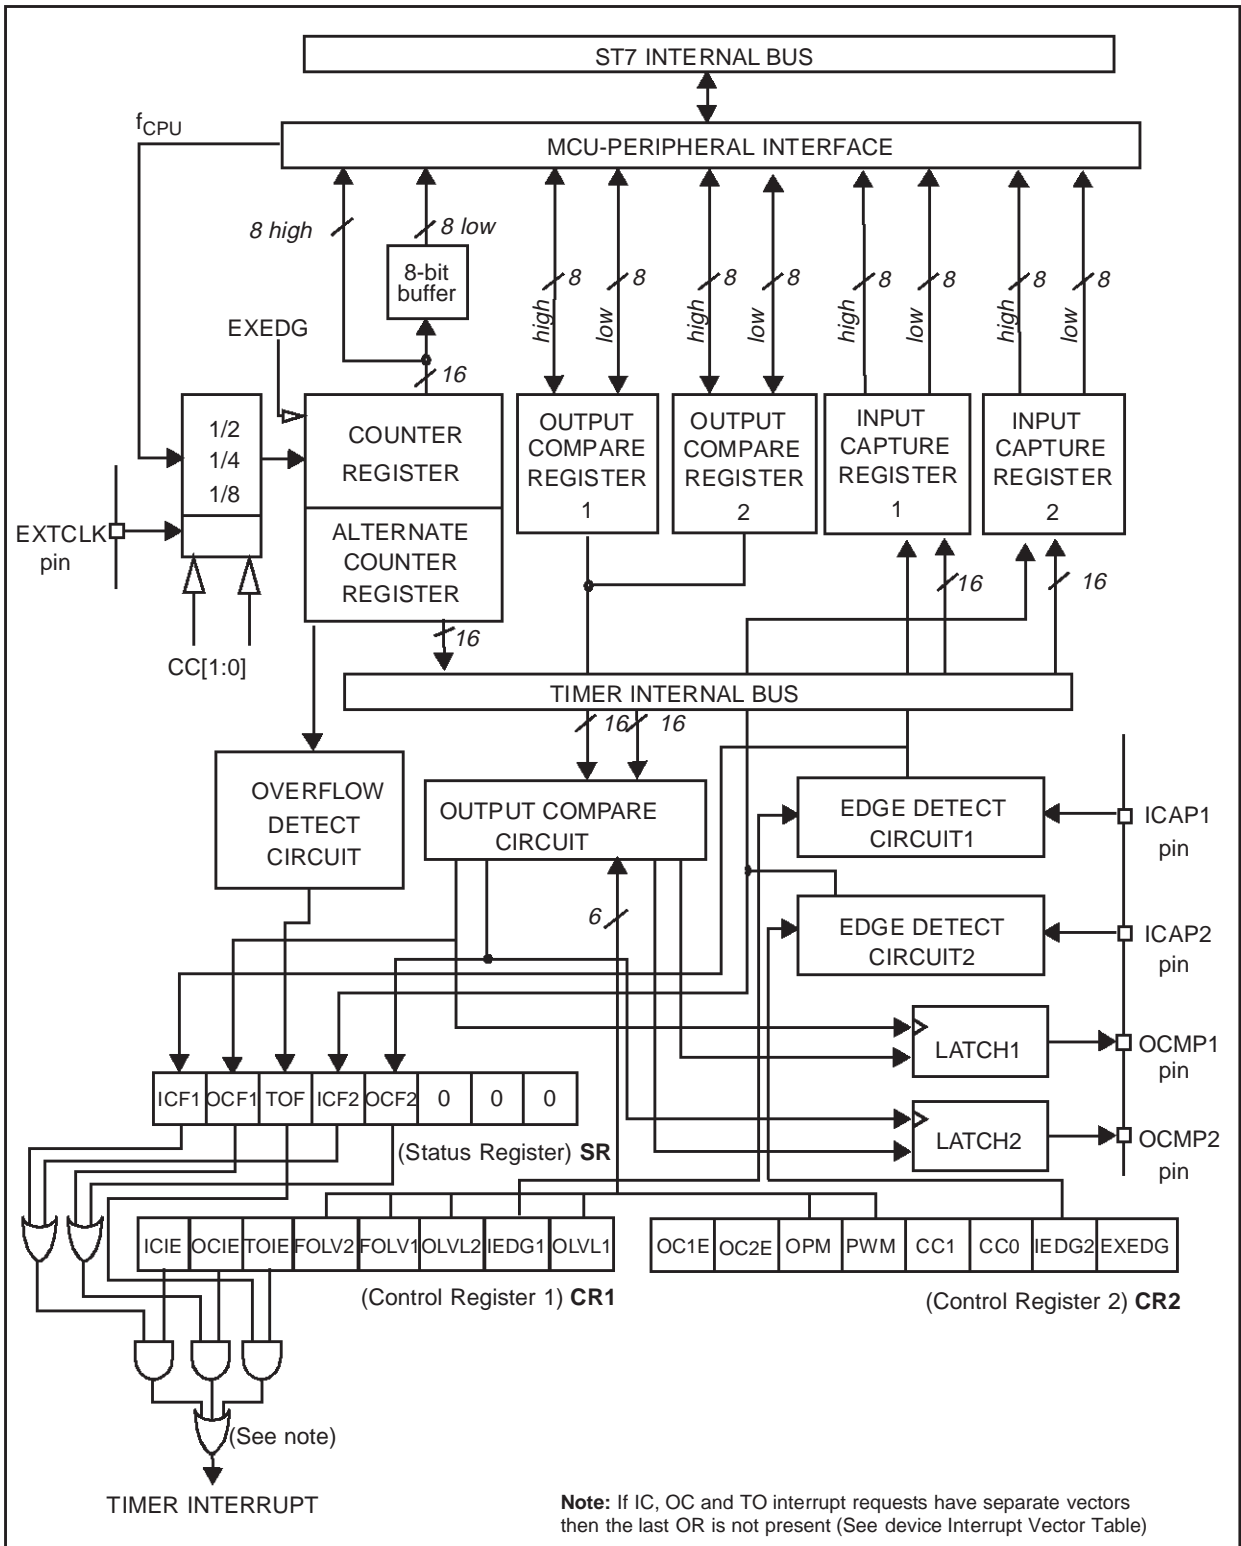 ST7 INTERNAL BUS
fCPU
MCU-PERIPHERAL INTERFACE
8 high
8 low
8-bit
buffer
8
8
8
8
8
8
8
8
high
low
high
low
high
low
high
low
EXEDG
16
1/2
1/4
1/8
COUNTER
REGISTER
OUTPUT
COMPARE
REGISTER
1
OUTPUT
COMPARE
REGISTER
2
INPUT
CAPTURE
REGISTER
1
INPUT
CAPTURE
REGISTER
2
EXTCLK
pin
ALTERNATE
COUNTER
REGISTER
16
16
16
CC[1:0]
TIMER INTERNAL BUS
16
16
OVERFLOW
DETECT
CIRCUIT
OUTPUT COMPARE
CIRCUIT
EDGE DETECT
CIRCUIT1
ICAP1
pin
6
EDGE DETECT
CIRCUIT2
ICAP2
pin
LATCH1
OCMP1
pin
ICF1 OCF1 TOF ICF2 OCF2 0 0 0
(Status Register) SR
LATCH2
OCMP2
pin
ICIE OCIE TOIE FOLV2 FOLV1 OLVL2 IEDG1 OLVL1
(Control Register 1) CR1
OC1E OC2E OPM PWM CC1 CC0 IEDG2 EXEDG
(Control Register 2) CR2
(See note)
TIMER INTERRUPT
Note: If IC, OC and TO interrupt requests have separate vectors
then the last OR is not present (See device Interrupt Vector Table)